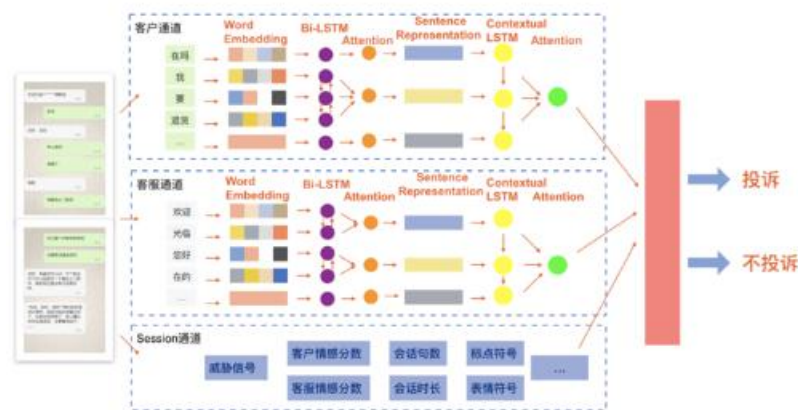 客户通道
Word Embedding
Bi-LSTM
Attention
Sentence Representation
Contextual LSTM
Attention
在吗
我
要
退货
...
客服通道
Word Embedding
Bi-LSTM
Attention
Sentence Representation
Contextual LSTM
Attention
欢迎
光临
您好
在的
...
投诉
不投诉
Session通道
威胁信号
客户情感分数
会话句数
标点符号
...
客服情感分数
会话时长
表情符号